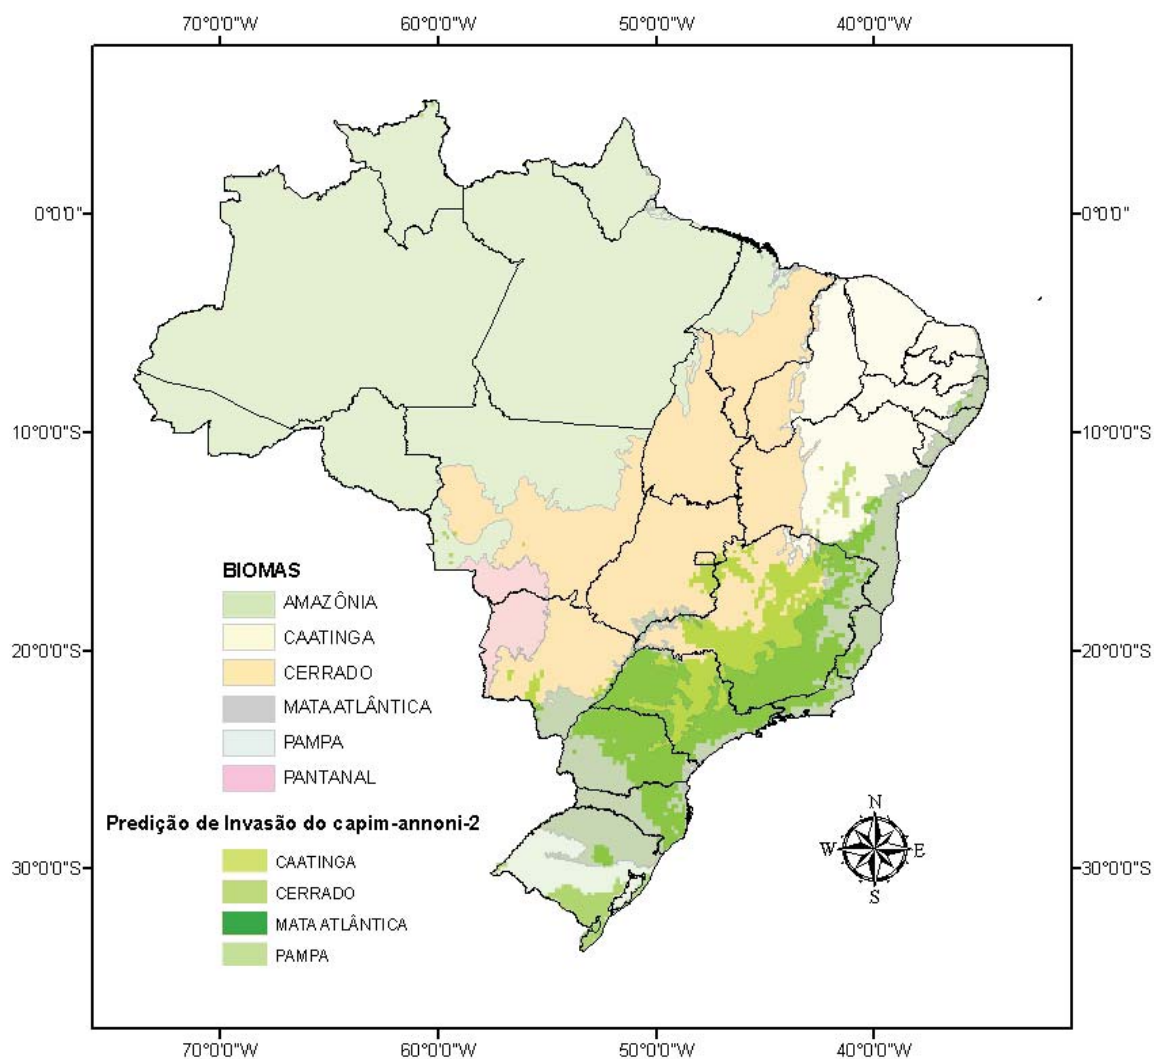 70°0'0"W 60°0'0"W 50°0'0"W 40°0'0"W
0°0'0" 0°0'0"
10°0'0"S 10°0'0"S
20°0'0"S 20°0'0"S
30°0'0"S 30°0'0"S
BIOMAS
AMAZÔNIA
CAATINGA
CERRADO
MATA ATLÂNTICA
PAMPA
PANTANAL
Predição de Invasão do capim-annoni-2
CAATINGA
CERRADO
MATA ATLÂNTICA
PAMPA
N
W E
S
70°0'0"W 60°0'0"W 50°0'0"W 40°0'0"W